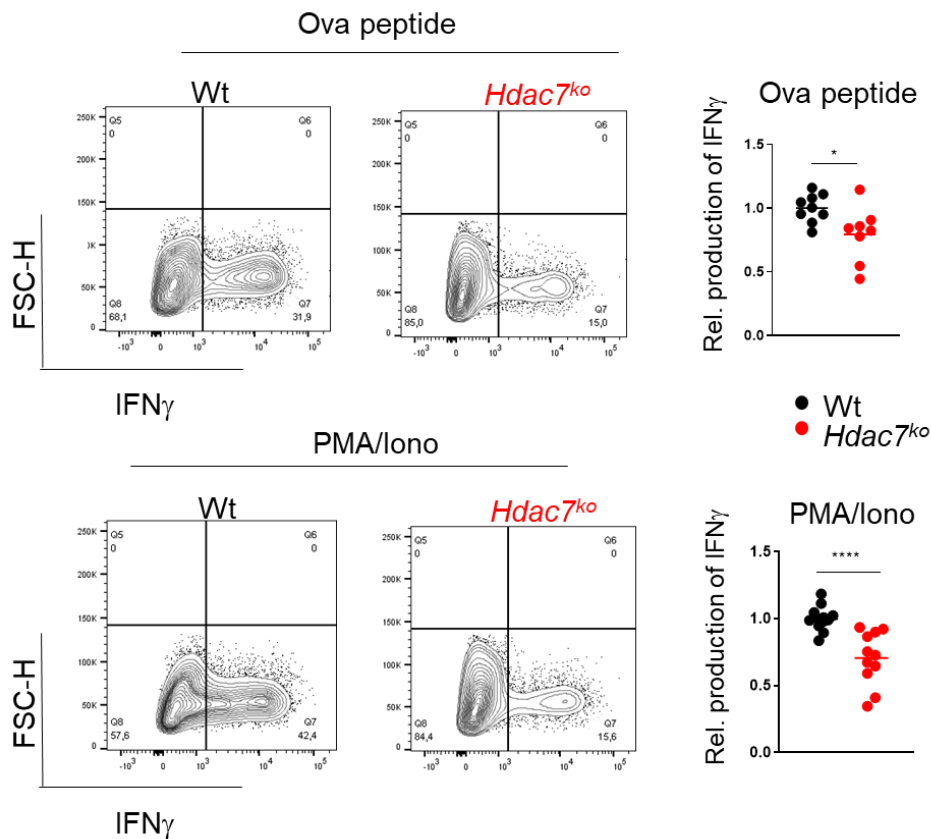 Ova peptide
Wt
Hdac7ko
Q5
0
Q6
0
250K
200K
150K
0K
50K
0
Q8
68,1
Q7
31,9
-103 0 103 104 105
Q5
0
Q6
0
250K
200K
150K
100K
50K
0
Q8
85,0
Q7
15,0
-103 0 103 104 105
FSC-H
IFNγ
Ova peptide
Rel. production of IFNγ
1.5
1.0
0.5
0.0
*
Wt
Hdac7ko
PMA/Iono
Wt
Hdac7ko
Q5
0
Q6
0
250K
200K
150K
100K
50K
0
Q8
57,6
Q7
42,4
-103 0 103 104 105
Q5
0
Q6
0
250K
200K
150K
100K
50K
0
Q8
84,4
Q7
15,6
-103 0 103 104 105
FSC-H
IFNγ
PMA/Iono
Rel. production of IFNγ
1.5
1.0
0.5
0.0
****